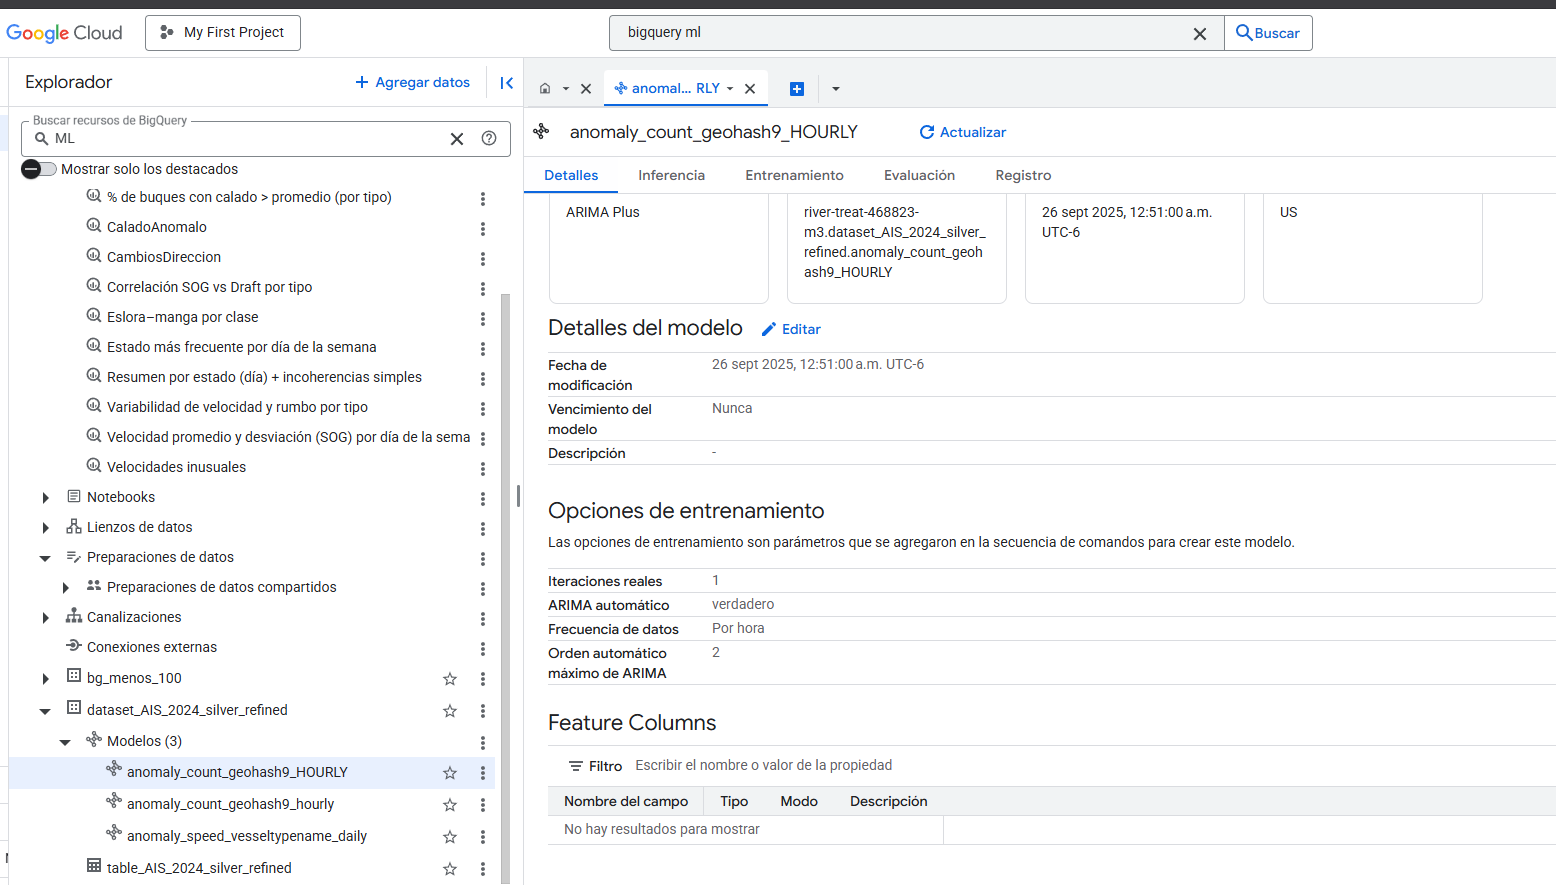 Google Cloud
My First Project
bigquery ml
Buscar
Explorador
Agregar datos
Buscar recursos de BigQuery
ML
Mostrar solo los destacados
% de buques con calado > promedio (por tipo)
CaladoAnomalo
CambiosDireccion
Correlación SOG vs Draft por tipo
Eslora–manga por clase
Estado más frecuente por día de la semana
Resumen por estado (día) + incoherencias simples
Variabilidad de velocidad y rumbo por tipo
Velocidad promedio y desviación (SOG) por día de la sema
Velocidades inusuales
Notebooks
Lienzos de datos
Preparaciones de datos
Preparaciones de datos compartidos
Canalizaciones
Conexiones externas
bg_menos_100
dataset_AIS_2024_silver_refined
Modelos (3)
anomaly_count_geohash9_HOURLY
anomaly_count_geohash9_hourly
anomaly_speed_vesseltypename_daily
table_AIS_2024_silver_refined
anomal... RLY
anomaly_count_geohash9_HOURLY
Actualizar
Detalles Inferencia Entrenamiento Evaluación Registro
ARIMA Plus
river-treat-468823-
m3.dataset_AIS_2024_silver_
refined.anomaly_count_geoh
ash9_HOURLY
26 sept 2025, 12:51:00 a.m.
UTC-6
US
Detalles del modelo
Editar
Fecha de
modificación
26 sept 2025, 12:51:00 a.m. UTC-6
Vencimiento del
modelo
Nunca
Descripción -
Opciones de entrenamiento
Las opciones de entrenamiento son parámetros que se agregaron en la secuencia de comandos para crear este modelo.
Iteraciones reales 1
ARIMA automático verdadero
Frecuencia de datos Por hora
Orden automático
máximo de ARIMA
2
Feature Columns
Filtro Escribir el nombre o valor de la propiedad
Nombre del campo Tipo Modo Descripción
No hay resultados para mostrar